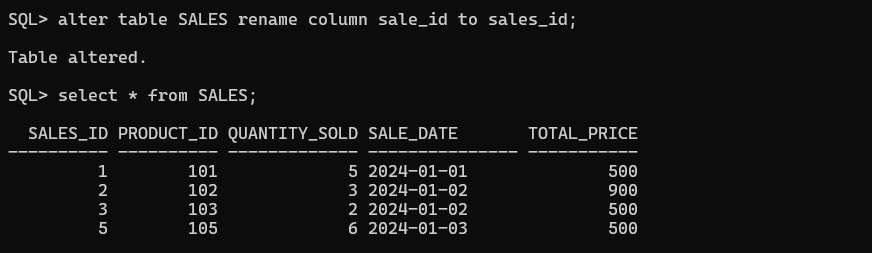 SQL> alter table SALES rename column sale_id to sales_id;
Table altered.
SQL> select * from SALES;
  SALES_ID PRODUCT_ID QUANTITY_SOLD SALE_DATE       TOTAL_PRICE
---------- ---------- ------------- --------------- -----------
         1        101             5 2024-01-01              500
         2        102             3 2024-01-02              900
         3        103             2 2024-01-02              500
         5        105             6 2024-01-03              500